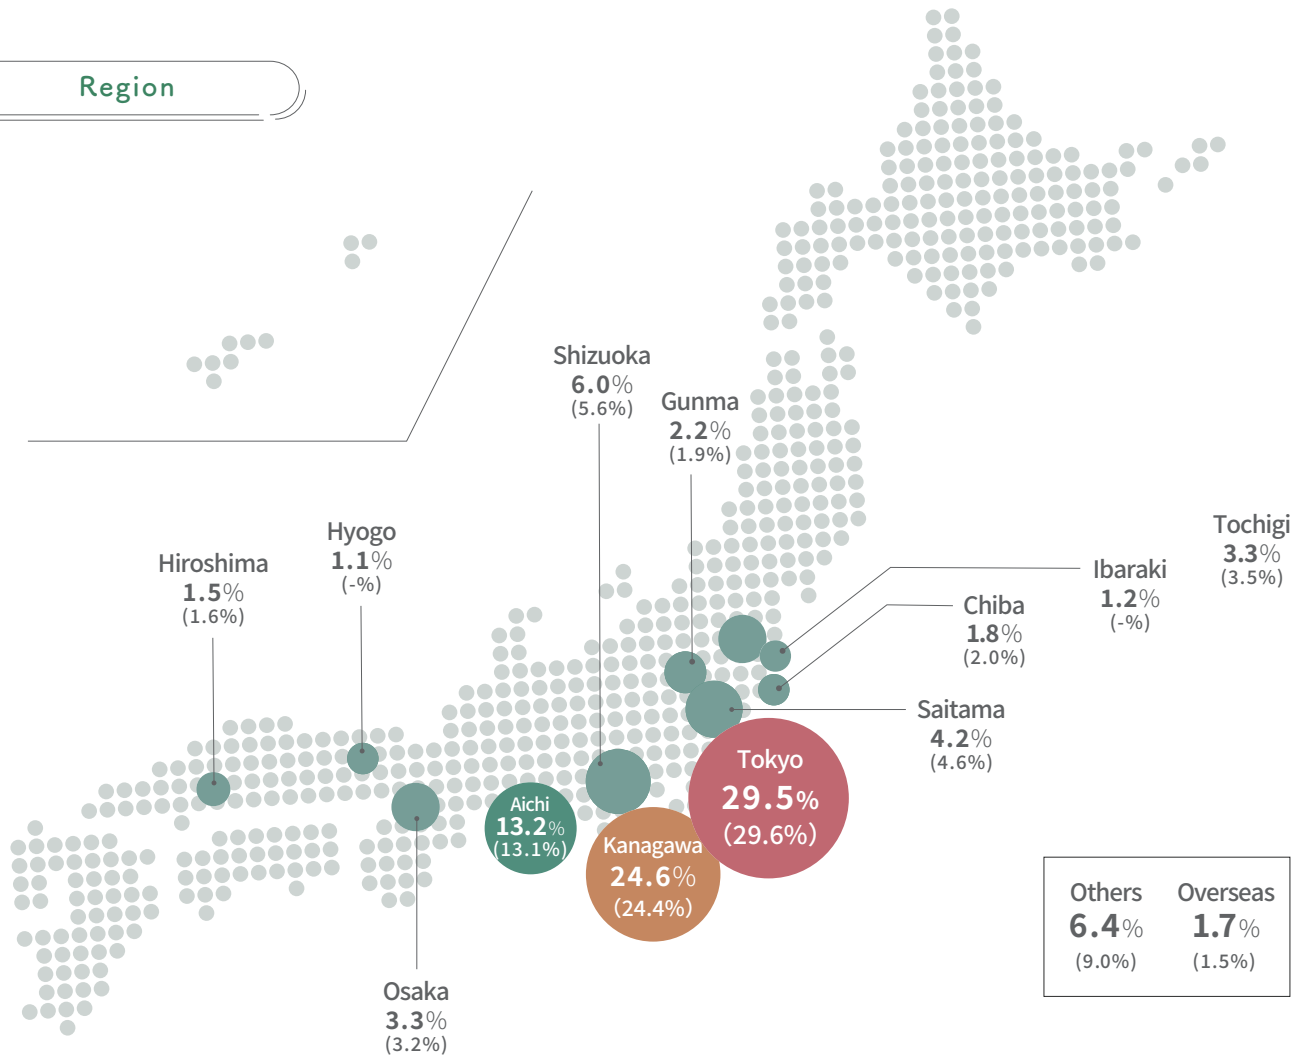 Region
Shizuoka
6.0%
(5.6%)
Gunma
2.2%
(1.9%)
Hyogo
1.1%
(-%)
Hiroshima
1.5%
(1.6%)
Tochigi
3.3%
(3.5%)
Ibaraki
1.2%
(-%)
Chiba
1.8%
(2.0%)
Saitama
4.2%
(4.6%)
Tokyo
29.5%
(29.6%)
Aichi
13.2%
(13.1%)
Kanagawa
24.6%
(24.4%)
Osaka
3.3%
(3.2%)
Others
6.4%
(9.0%)
Overseas
1.7%
(1.5%)